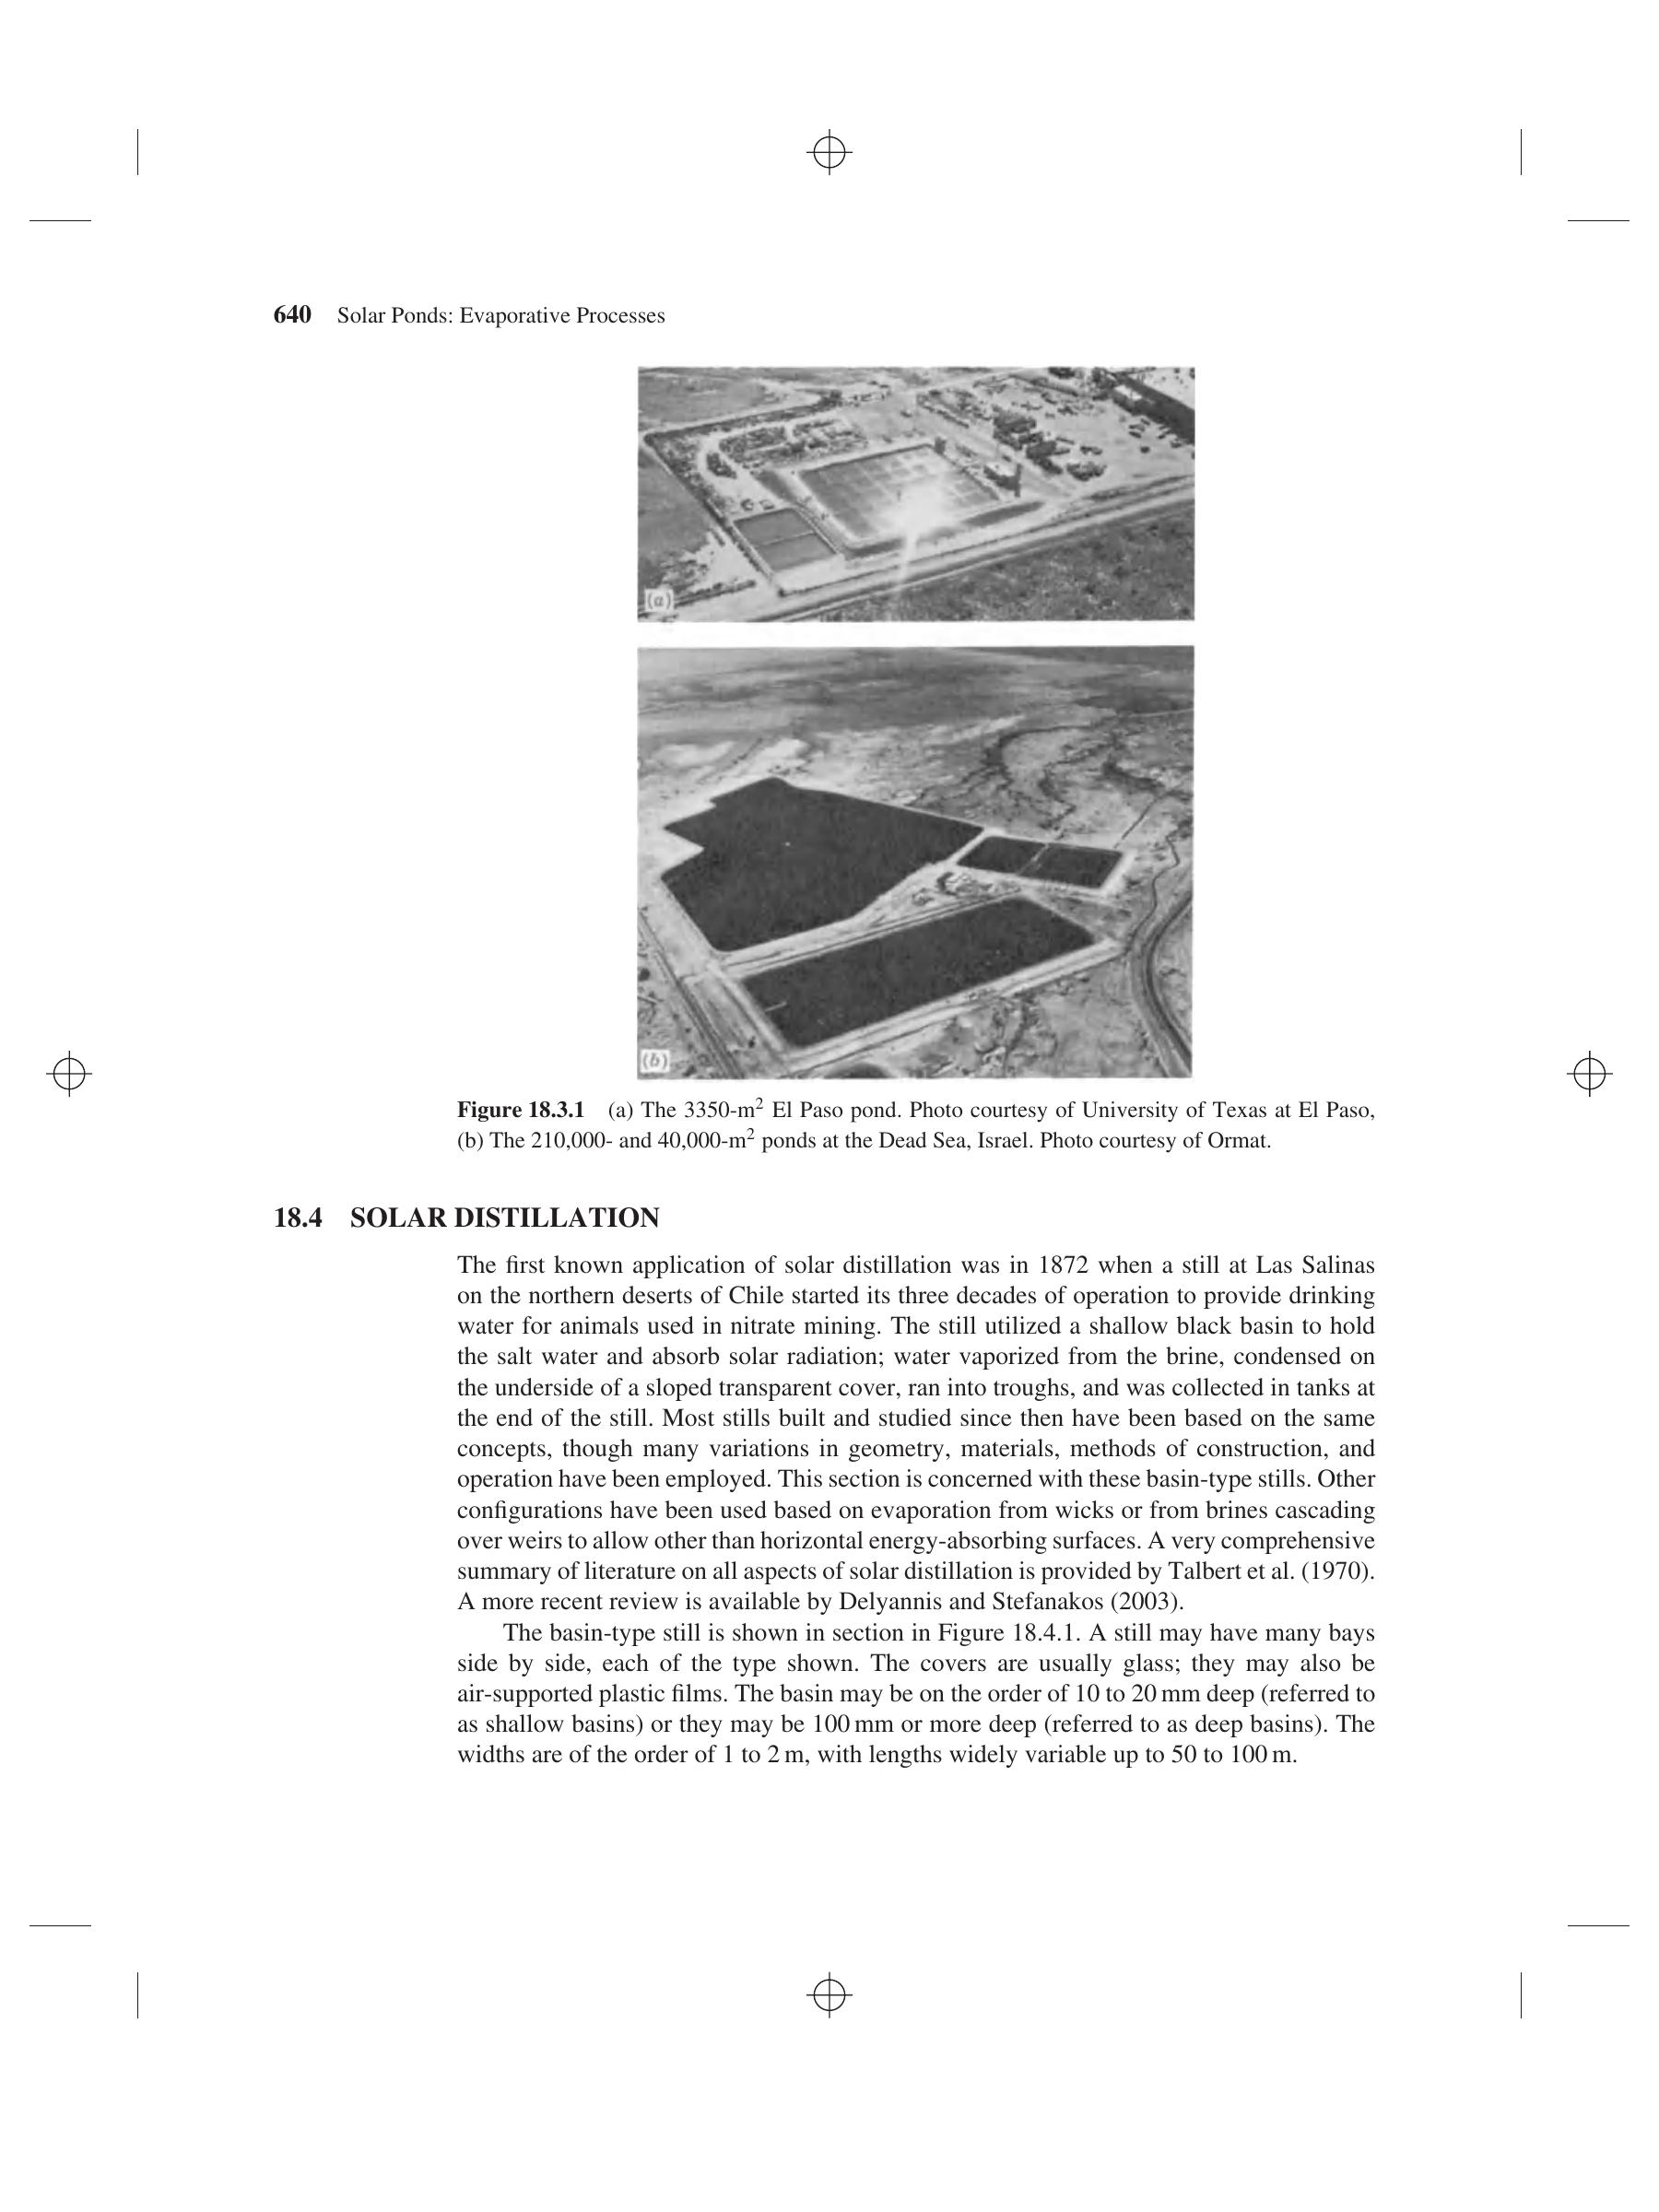 640 Solar Ponds: Evaporative Processes
(a)
(b)
Figure 18.3.1 (a) The 3350-m² El Paso pond. Photo courtesy of University of Texas at El Paso,
(b) The 210,000- and 40,000-m² ponds at the Dead Sea, Israel. Photo courtesy of Ormat.
18.4 SOLAR DISTILLATION
The first known application of solar distillation was in 1872 when a still at Las Salinas
on the northern deserts of Chile started its three decades of operation to provide drinking
water for animals used in nitrate mining. The still utilized a shallow black basin to hold
the salt water and absorb solar radiation; water vaporized from the brine, condensed on
the underside of a sloped transparent cover, ran into troughs, and was collected in tanks at
the end of the still. Most stills built and studied since then have been based on the same
concepts, though many variations in geometry, materials, methods of construction, and
operation have been employed. This section is concerned with these basin-type stills. Other
configurations have been used based on evaporation from wicks or from brines cascading
over weirs to allow other than horizontal energy-absorbing surfaces. A very comprehensive
summary of literature on all aspects of solar distillation is provided by Talbert et al. (1970).
A more recent review is available by Delyannis and Stefanakos (2003).
The basin-type still is shown in section in Figure 18.4.1. A still may have many bays
side by side, each of the type shown. The covers are usually glass; they may also be
air-supported plastic films. The basin may be on the order of 10 to 20 mm deep (referred to
as shallow basins) or they may be 100 mm or more deep (referred to as deep basins). The
widths are of the order of 1 to 2 m, with lengths widely variable up to 50 to 100 m.